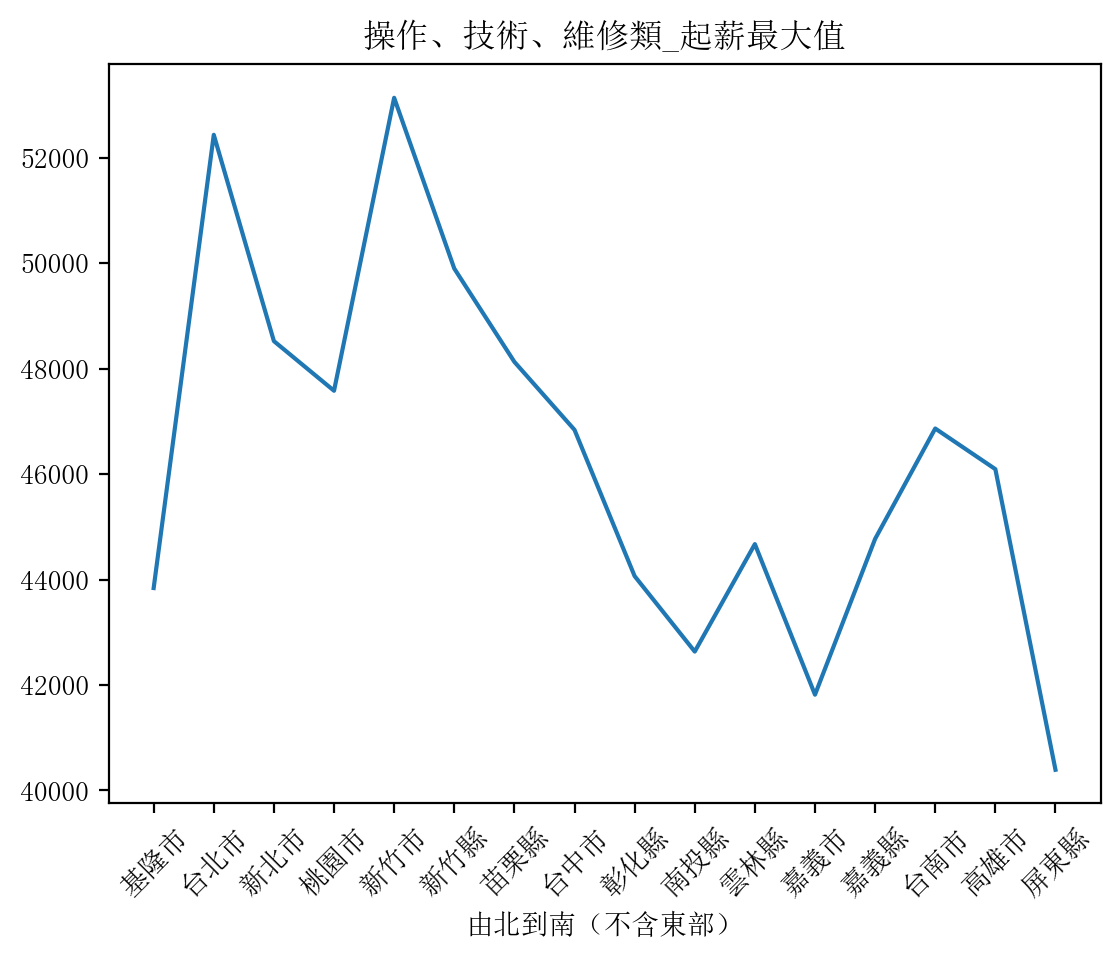 操作、技術、維修類_起薪最大值
52000
50000
48000
46000
44000
42000
40000
基隆市
台北市
新北市
桃園市
新竹市
新竹縣
苗栗縣
台中市
彰化縣
南投縣
雲林縣
嘉義市
嘉義縣
台南市
高雄市
屏東縣
由北到南（不含東部）